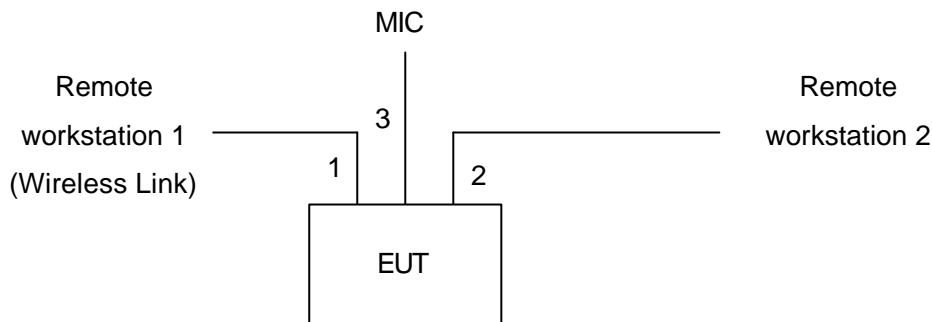 MIC
Remote
workstation 1
(Wireless Link)
Remote
workstation 2
3
1
2
EUT